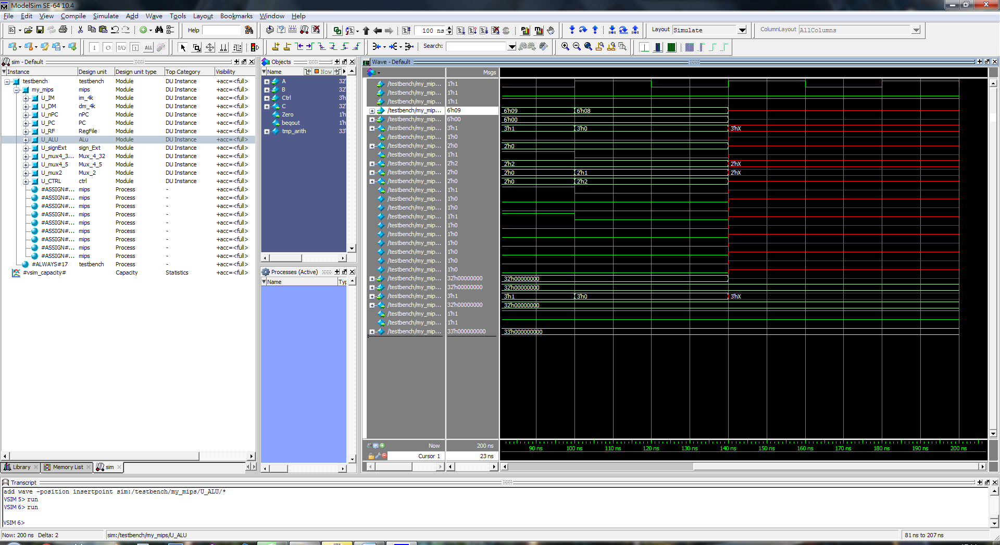 ModelSim SE-64 10.4
File Edit View Compile Simulate Add Wave Tools Layout Bookmarks Window Help
Help 100 ns Layout Simulate ColumnLayout AllColumns
Search:
sim - Default
Instance Design unit Design unit type Top Category Visibility
testbench testbench Module DU Instance +acc=<full>
my_mips mips Module DU Instance +acc=<full>
U_IM im_4k Module DU Instance +acc=<full>
U_DM dm_4k Module DU Instance +acc=<full>
U_nPC nPC Module DU Instance +acc=<full>
U_PC PC Module DU Instance +acc=<full>
U_RF RegFile Module DU Instance +acc=<full>
U_ALU ALu Module DU Instance +acc=<full>
U_signExt sign_Ext Module DU Instance +acc=<full>
U_mux4_3... Mux_4_32 Module DU Instance +acc=<full>
U_mux4_5 Mux_4_5 Module DU Instance +acc=<full>
U_mux2 Mux_2 Module DU Instance +acc=<full>
U_CTRL ctrl Module DU Instance +acc=<full>
#ASSIGN#... mips Process - +acc=<full>
#ASSIGN#... mips Process - +acc=<full>
#ASSIGN#... mips Process - +acc=<full>
#ASSIGN#... mips Process - +acc=<full>
#ASSIGN#... mips Process - +acc=<full>
#ASSIGN#... mips Process - +acc=<full>
#ASSIGN#... mips Process - +acc=<full>
#ASSIGN#... mips Process - +acc=<full>
#ASSIGN#... mips Process - +acc=<full>
#ALWAYS#17 testbench Process - +acc=<full>
#vsim_capacity# Capacity Statistics +acc=<full>
Library Memory List sim
Objects
Name Now
A 32'
B 32'
Ctrl 3'h
C 32'
Zero 1'h
beqout 1'h
tmp_arith 33'
Processes (Active)
Name Typ
Wave - Default
Msgs
/testbench/my_mip... 1'h1
/testbench/my_mip... 1'h1
/testbench/my_mip... 1'h1
/testbench/my_mip... 6'h09 6'h09 6'h08
/testbench/my_mip... 6'h00 6'h00
/testbench/my_mip... 3'h1 3'h1 3'h0 3'hX
/testbench/my_mip... 1'h0
/testbench/my_mip... 2'h0 2'h0
/testbench/my_mip... 1'h1
/testbench/my_mip... 2'h2 2'h2 2'hX
/testbench/my_mip... 2'h0 2'h0 2'h1 2'hX
/testbench/my_mip... 2'h0 2'h0 2'h2
/testbench/my_mip... 1'h1
/testbench/my_mip... 1'h0
/testbench/my_mip... 1'h0
/testbench/my_mip... 1'h1
/testbench/my_mip... 1'h0
/testbench/my_mip... 1'h0
/testbench/my_mip... 1'h0
/testbench/my_mip... 1'h0
/testbench/my_mip... 1'h0
/testbench/my_mip... 1'h0
/testbench/my_mip... 32'h00000000 32'h00000000
/testbench/my_mip... 32'h00000000 32'h00000000
/testbench/my_mip... 3'h1 3'h1 3'h0 3'hX
/testbench/my_mip... 32'h00000000 32'h00000000
/testbench/my_mip... 1'h1
/testbench/my_mip... 1'h1
/testbench/my_mip... 33'h000000000 33'h000000000
Now 200 ns 90 ns 100 ns 110 ns 120 ns 130 ns 140 ns 150 ns 160 ns 170 ns 180 ns 190 ns 200 ns
Cursor 1 23 ns
Transcript
add wave -position insertpoint sim:/testbench/my_mips/U_ALU/*
VSIM 5> run
VSIM 6> run
VSIM 6>
Now: 200 ns Delta: 2 sim:/testbench/my_mips/U_ALU 81 ns to 207 ns